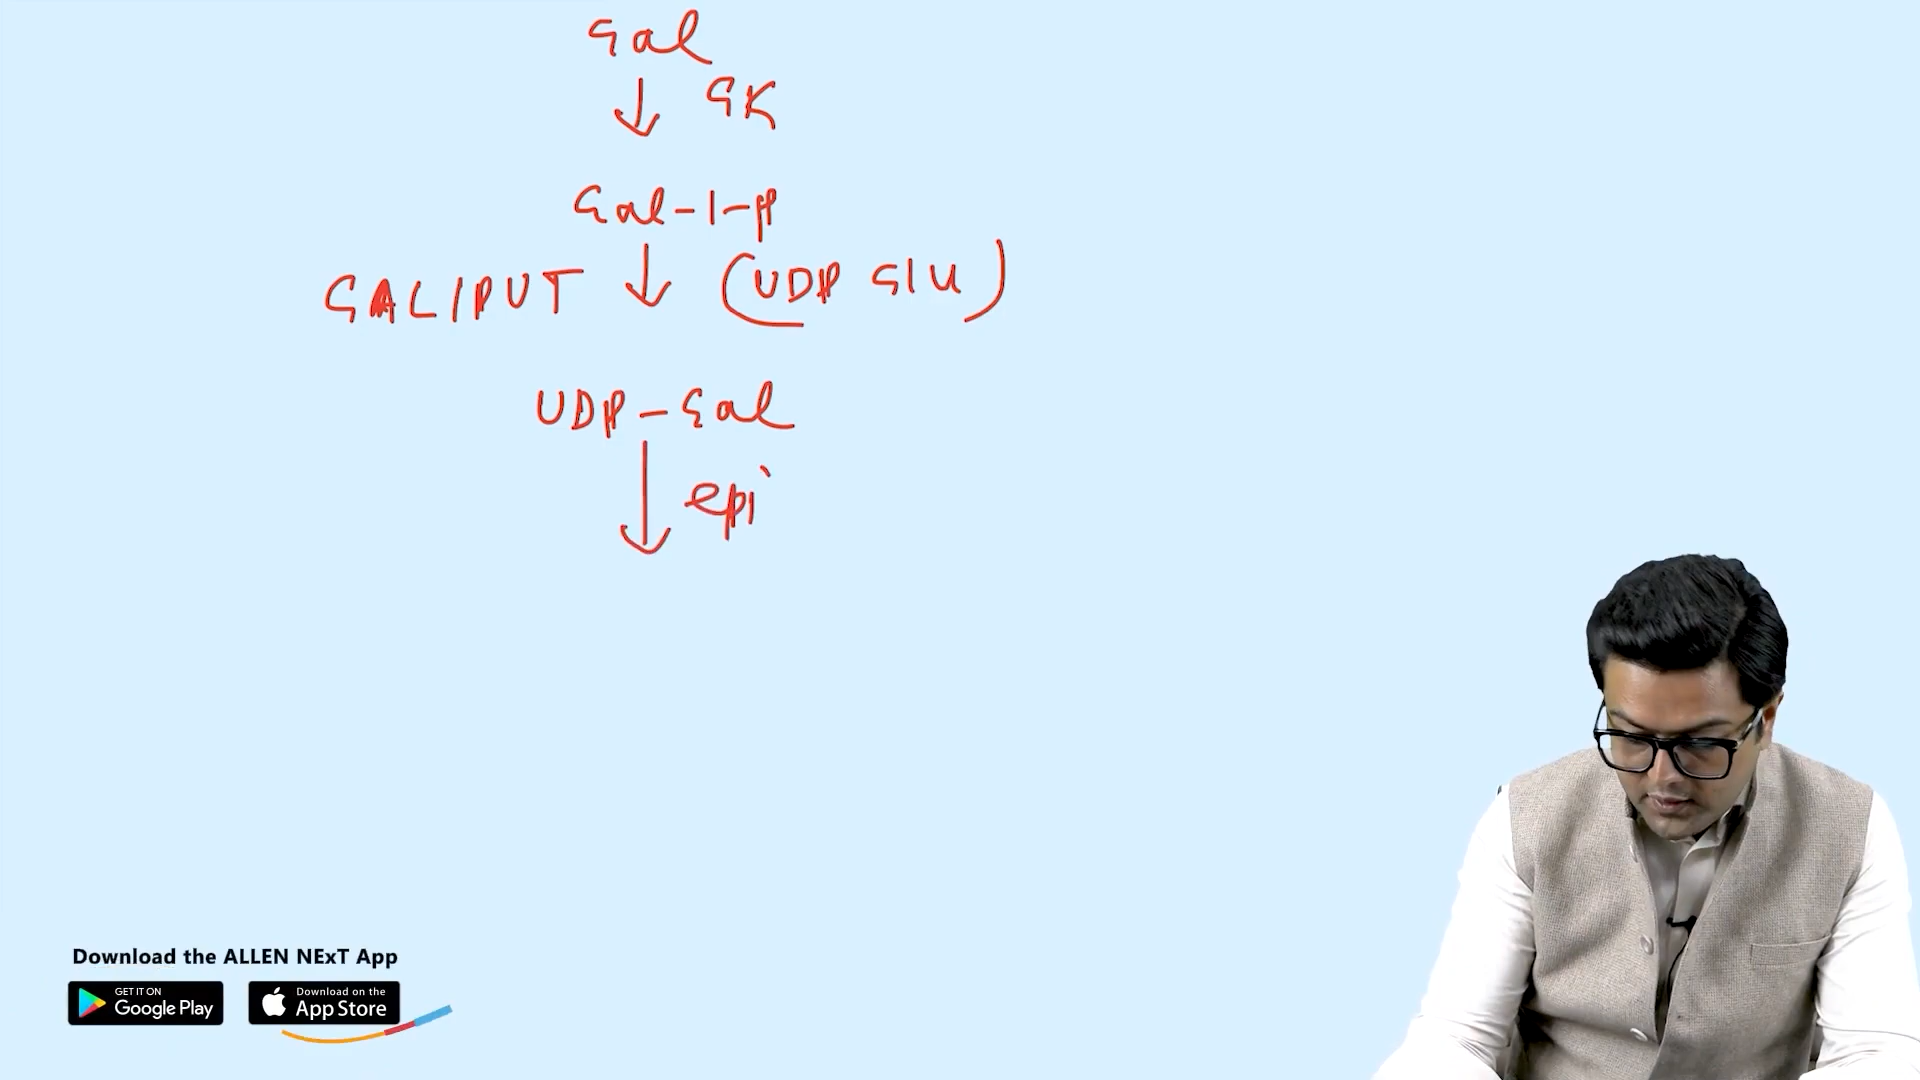 Gal
GK
Gal-1-P
GAL1PUT (UDP Glu)
UDP-Gal
epi
Download the ALLEN NExT App
GET IT ON
Google Play
Download on the
App Store